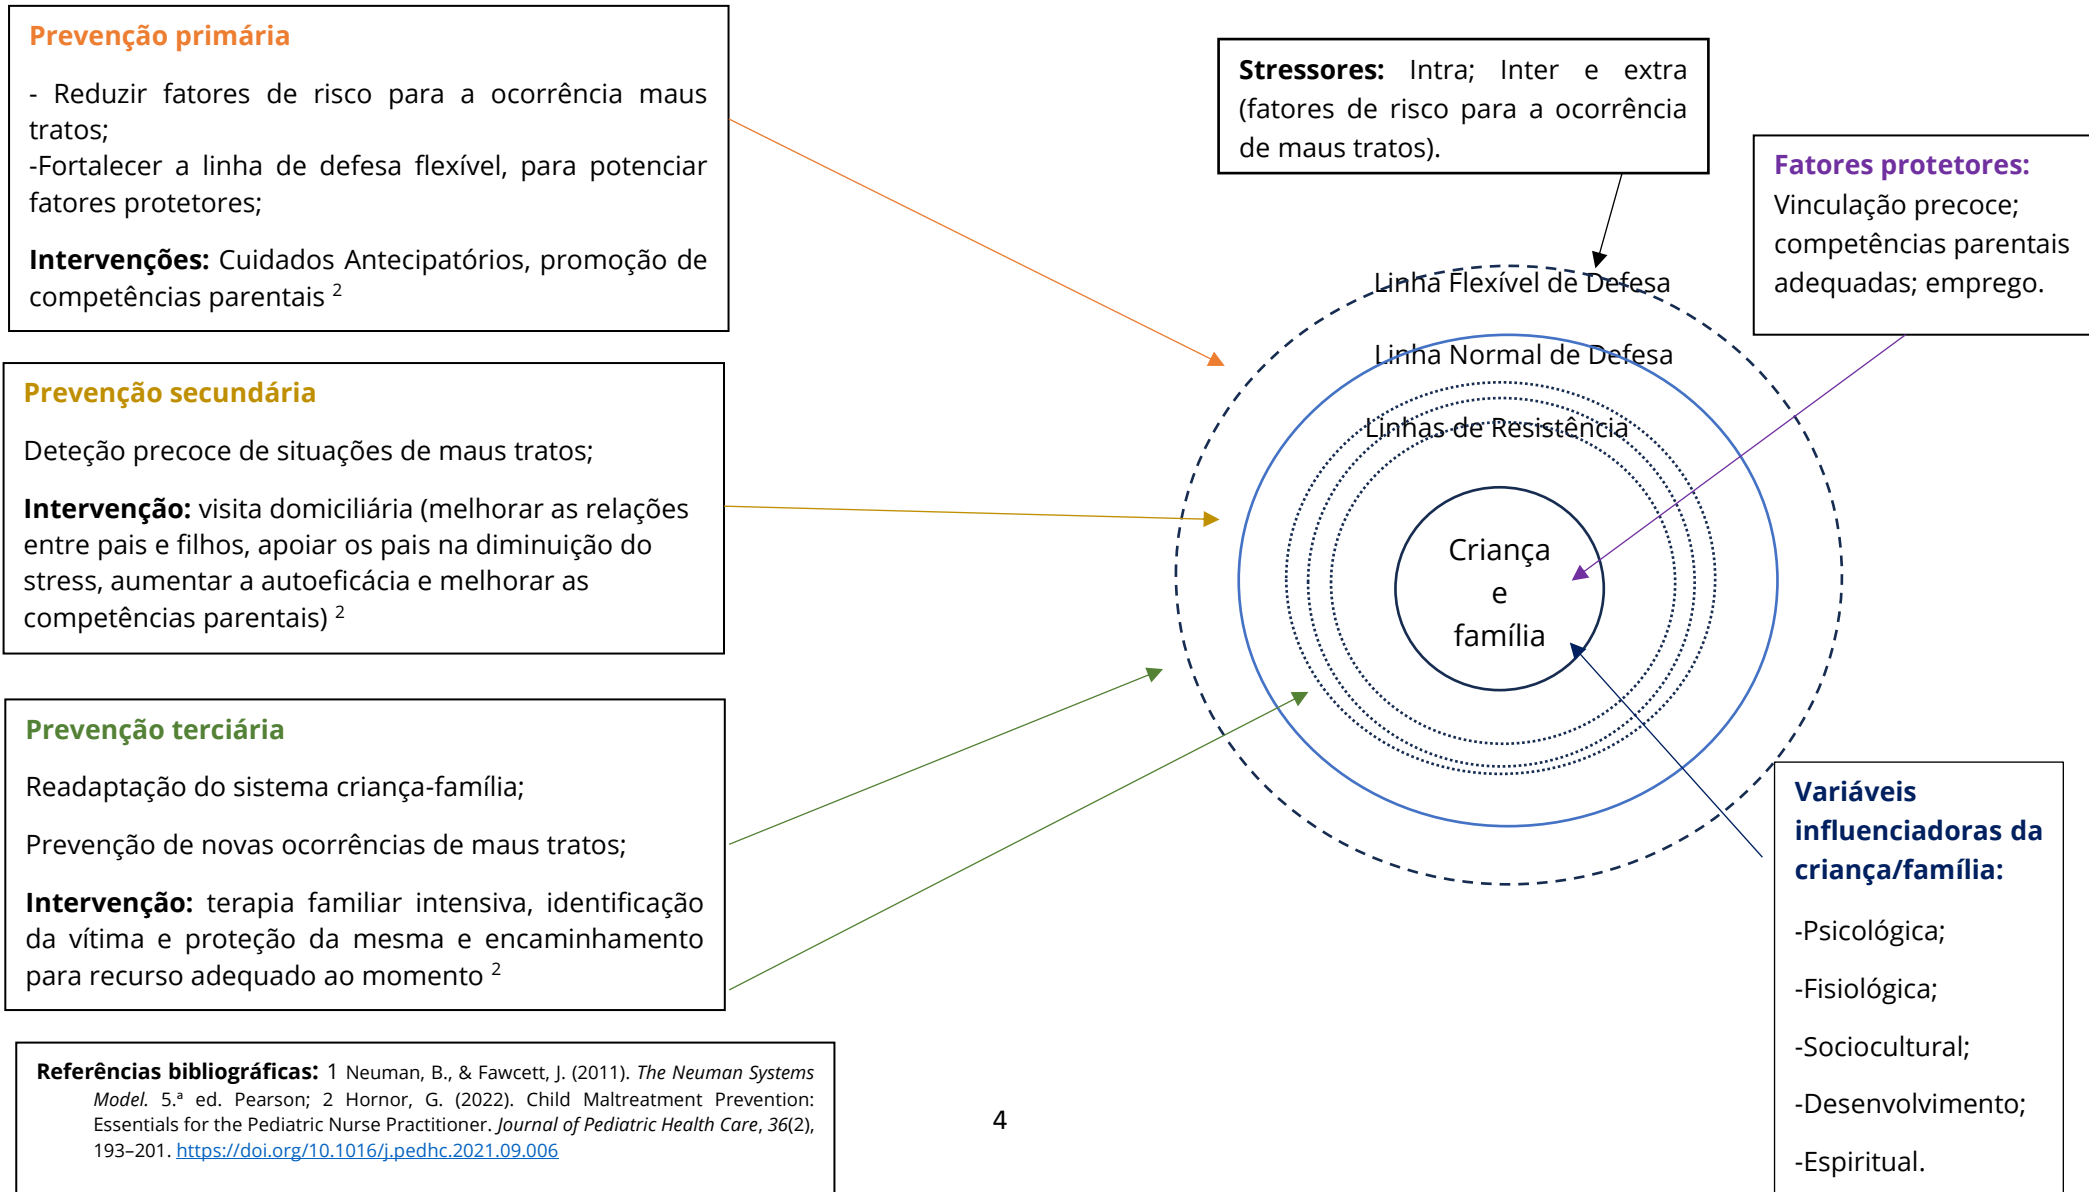 Prevenção primária
- Reduzir fatores de risco para a ocorrência maus
tratos;
-Fortalecer a linha de defesa flexível, para potenciar
fatores protetores;
Intervenções: Cuidados Antecipatórios, promoção de
competências parentais 2
Prevenção secundária
Deteção precoce de situações de maus tratos;
Intervenção: visita domiciliária (melhorar as relações
entre pais e filhos, apoiar os pais na diminuição do
stress, aumentar a autoeficácia e melhorar as
competências parentais) 2
Prevenção terciária
Readaptação do sistema criança-família;
Prevenção de novas ocorrências de maus tratos;
Intervenção: terapia familiar intensiva, identificação
da vítima e proteção da mesma e encaminhamento
para recurso adequado ao momento 2
Stressores: Intra; Inter e extra
(fatores de risco para a ocorrência
de maus tratos).
Fatores protetores:
Vinculação precoce;
competências parentais
adequadas; emprego.
Linha Flexível de Defesa
Linha Normal de Defesa
Linhas de Resistência
Criança
e
família
Variáveis
influenciadoras da
criança/família:
-Psicológica;
-Fisiológica;
-Sociocultural;
-Desenvolvimento;
-Espiritual.
Referências bibliográficas: 1 Neuman, B., & Fawcett, J. (2011). The Neuman Systems
Model. 5.ª ed. Pearson; 2 Hornor, G. (2022). Child Maltreatment Prevention:
Essentials for the Pediatric Nurse Practitioner. Journal of Pediatric Health Care, 36(2),
193–201. https://doi.org/10.1016/j.pedhc.2021.09.006
4